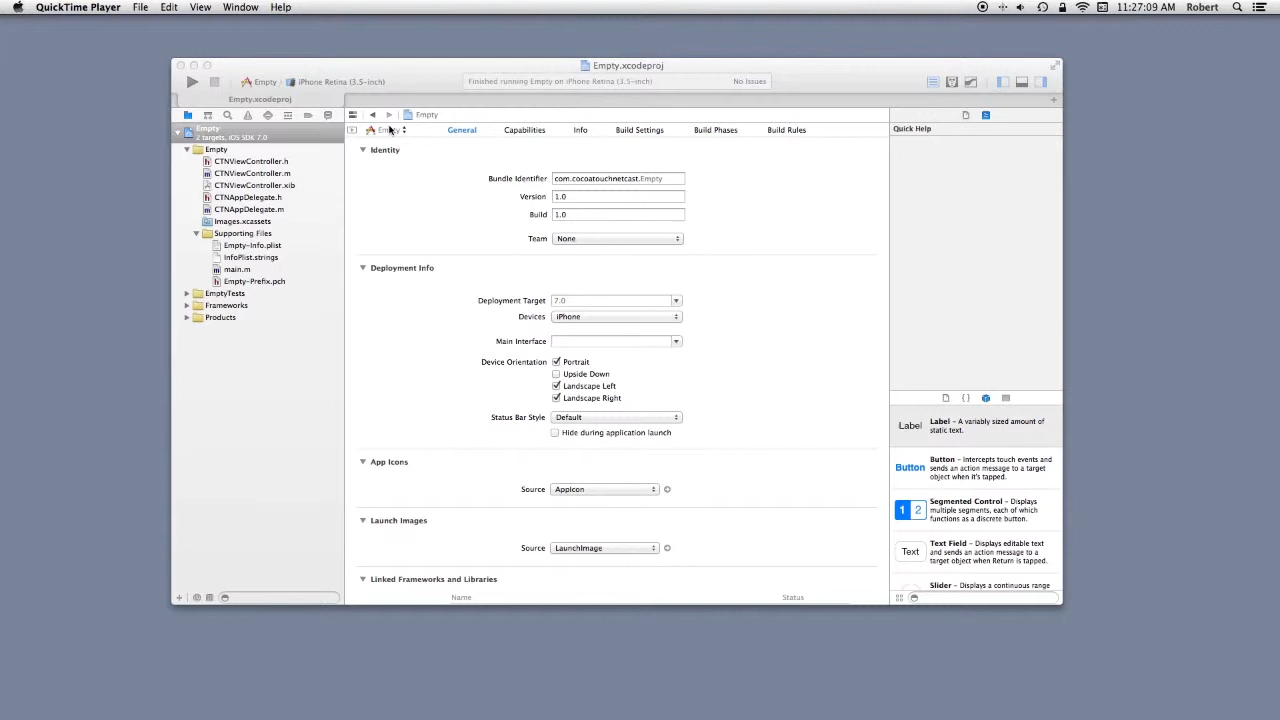 QuickTime Player File Edit View Window Help 11:27:09 AM Robert
Empty.xcodeproj
Empty iPhone Retina (3.5-inch) Finished running Empty on iPhone Retina (3.5-inch) No Issues
Empty.xcodeproj
Empty
2 targets, iOS SDK 7.0
Empty
CTNViewController.h
CTNViewController.m
CTNViewController.xib
CTNAppDelegate.h
CTNAppDelegate.m
Images.xcassets
Supporting Files
Empty-Info.plist
InfoPlist.strings
main.m
Empty-Prefix.pch
EmptyTests
Frameworks
Products
Empty
Empty General Capabilities Info Build Settings Build Phases Build Rules
Identity
Bundle Identifier com.cocoatouchnetcast.Empty
Version 1.0
Build 1.0
Team None
Deployment Info
Deployment Target 7.0
Devices iPhone
Main Interface
Device Orientation Portrait
Upside Down
Landscape Left
Landscape Right
Status Bar Style Default
Hide during application launch
App Icons
Source AppIcon
Launch Images
Source LaunchImage
Linked Frameworks and Libraries
Name Status
Quick Help
{ }
Label Label – A variably sized amount of
static text.
Button Button – Intercepts touch events and
sends an action message to a target
object when it's tapped.
1 2 Segmented Control – Displays
multiple segments, each of which
functions as a discrete button.
Text Text Field – Displays editable text
and sends an action message to a
target object when Return is tapped.
Slider – Displays a continuous range